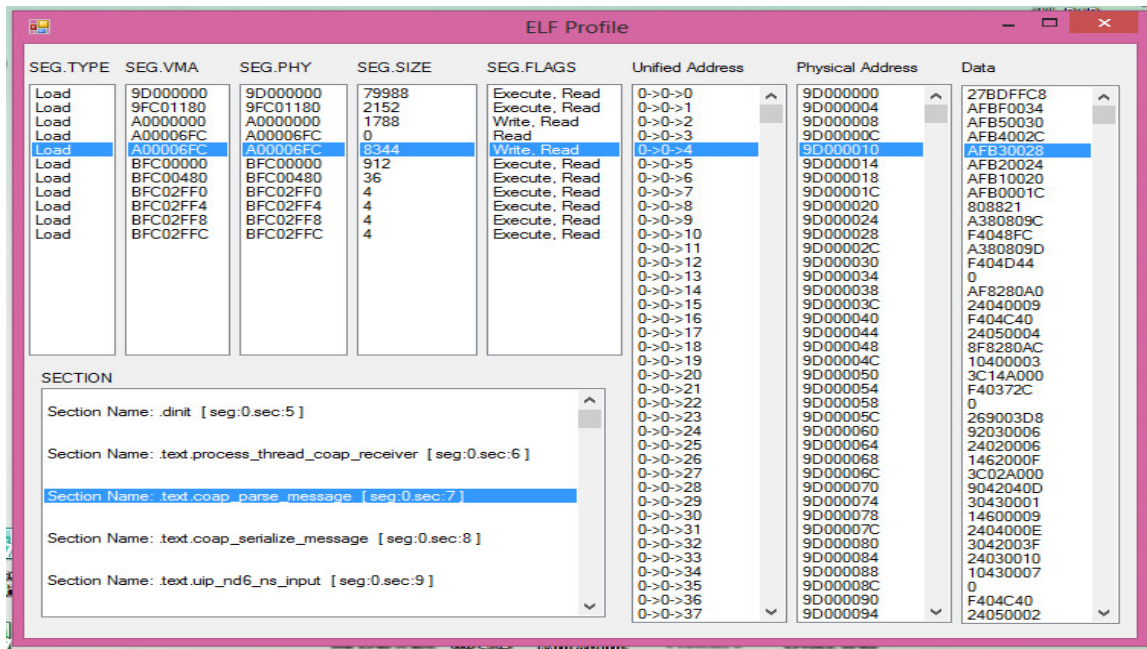 ELF Profile
SEG.TYPE SEG.VMA SEG.PHY SEG.SIZE SEG.FLAGS Unified Address Physical Address Data
Load 9D000000 9D000000 79988 Execute, Read 0->0->0 9D000000 27BDFFC8
Load 9FC01180 9FC01180 2152 Execute, Read 0->0->1 9D000004 AFBF0034
Load A0000000 A0000000 1788 Write, Read 0->0->2 9D000008 AFB50030
Load A00006FC A00006FC 0 Read 0->0->3 9D00000C AFB4002C
Load A00006FC A00006FC 8344 Write, Read 0->0->4 9D000010 AFB30028
Load BFC00000 BFC00000 912 Execute, Read 0->0->5 9D000014 AFB20024
Load BFC00480 BFC00480 36 Execute, Read 0->0->6 9D000018 AFB10020
Load BFC02FF0 BFC02FF0 4 Execute, Read 0->0->7 9D00001C AFB0001C
Load BFC02FF4 BFC02FF4 4 Execute, Read 0->0->8 9D000020 808821
Load BFC02FF8 BFC02FF8 4 Execute, Read 0->0->9 9D000024 A380809C
Load BFC02FFC BFC02FFC 4 Execute, Read 0->0->10 9D000028 F4048FC
0->0->11 9D00002C A380809D
0->0->12 9D000030 F404D44
0->0->13 9D000034 0
0->0->14 9D000038 AF8280A0
0->0->15 9D00003C 24040009
0->0->16 9D000040 F404C40
0->0->17 9D000044 24050004
0->0->18 9D000048 8F8280AC
0->0->19 9D00004C 10400003
0->0->20 9D000050 3C14A000
0->0->21 9D000054 F40372C
0->0->22 9D000058 0
0->0->23 9D00005C 269003D8
0->0->24 9D000060 92030006
0->0->25 9D000064 24020006
0->0->26 9D000068 1462000F
0->0->27 9D00006C 3C02A000
0->0->28 9D000070 9042040D
0->0->29 9D000074 30430001
0->0->30 9D000078 14600009
0->0->31 9D00007C 2404000E
0->0->32 9D000080 3042003F
0->0->33 9D000084 24030010
0->0->34 9D000088 10430007
0->0->35 9D00008C 0
0->0->36 9D000090 F404C40
0->0->37 9D000094 24050002
SECTION
Section Name: .dinit [ seg:0.sec:5 ]
Section Name: .text.process_thread_coap_receiver [ seg:0.sec:6 ]
Section Name: .text.coap_parse_message [ seg:0.sec:7 ]
Section Name: .text.coap_serialize_message [ seg:0.sec:8 ]
Section Name: .text.uip_nd6_ns_input [ seg:0.sec:9 ]